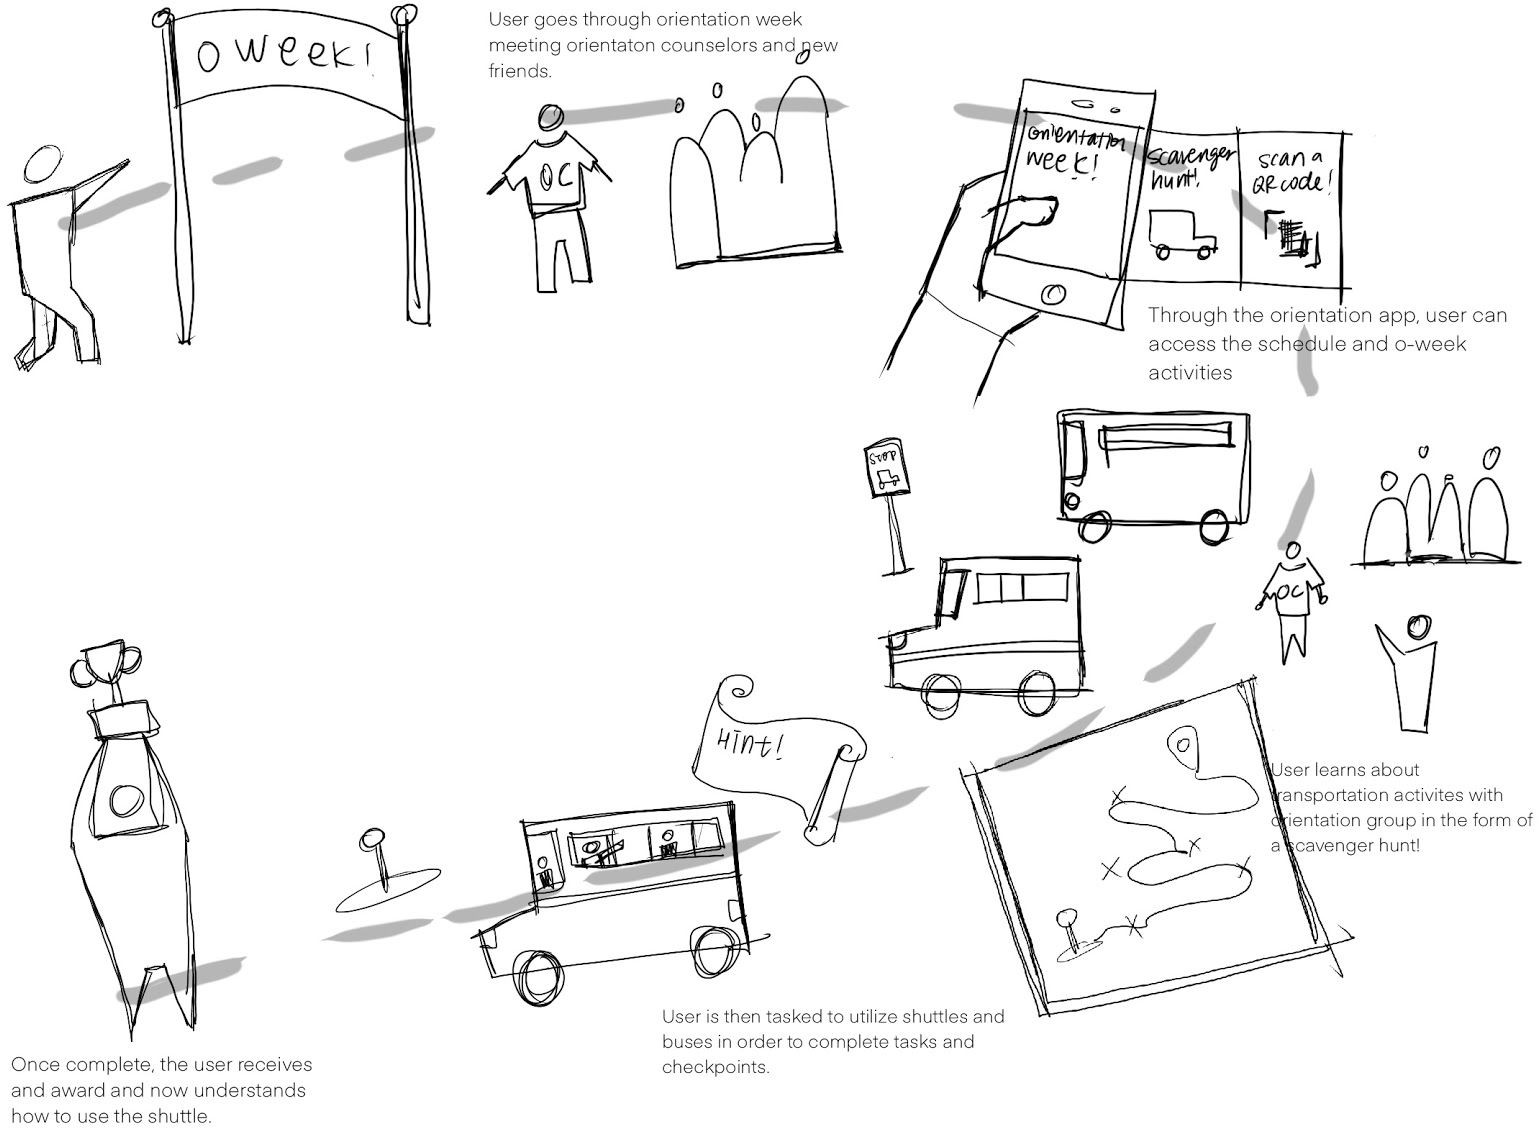 O WEEK!
User goes through orientation week
meeting orientaton counselors and new
friends.
OC
orientation
WEEK!
Scavenger
hunt!
scan a
QR code!
Through the orientation app, user can
access the schedule and o-week
activities
STOP
OC
User learns about
transportation activites with
orientation group in the form of
a scavenger hunt!
Hint!
User is then tasked to utilize shuttles and
buses in order to complete tasks and
checkpoints.
Once complete, the user receives
and award and now understands
how to use the shuttle.